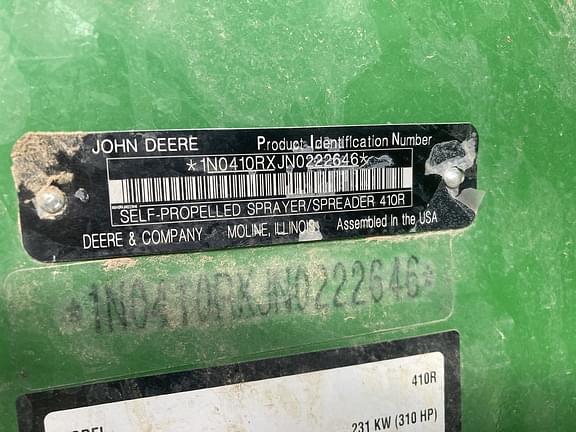 JOHN DEERE Product Identification Number
*1N0410RXJN0222646*
SELF-PROPELLED SPRAYER/SPREADER 410R
DEERE & COMPANY MOLINE, ILLINOIS Assembled In the USA
*1N0410RXJN0222646*
410R
231 KW (310 HP)